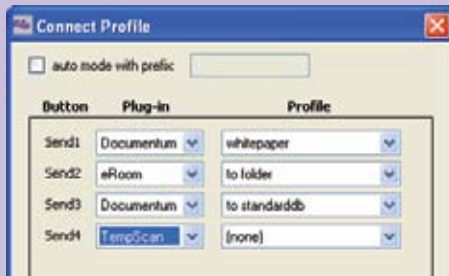 Connect Profile
auto mode with prefix
Button Plug-in Profile
Send1 Documentum whitepaper
Send2 eRoom to folder
Send3 Documentum to standarddb
Send4 TempScan (none)